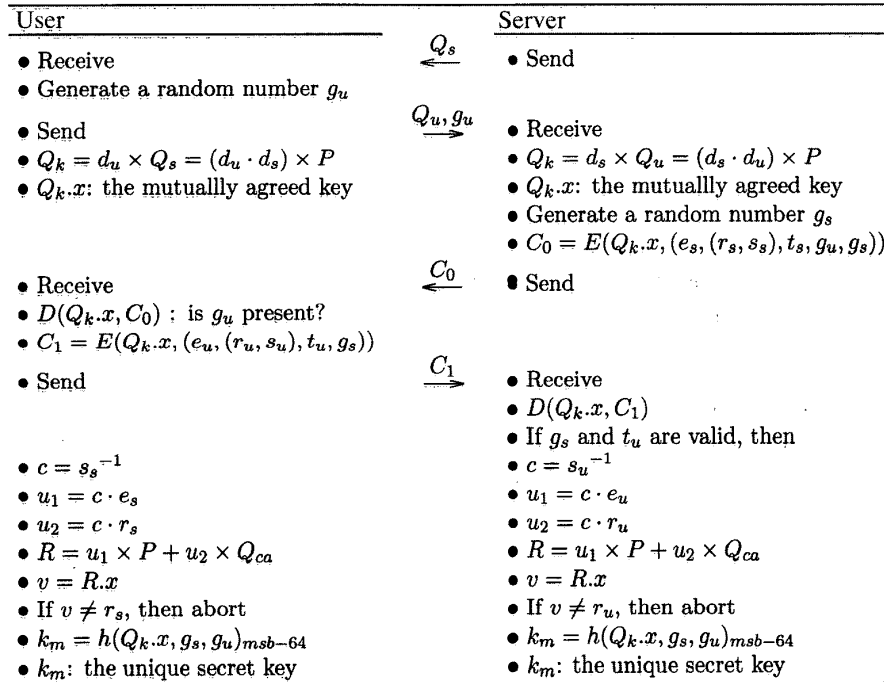 User Server
• Receive ←Q_s • Send
• Generate a random number g_u
• Send Q_u, g_u → • Receive
• Q_k = d_u × Q_s = (d_u · d_s) × P • Q_k = d_s × Q_u = (d_s · d_u) × P
• Q_k.x: the mutuallly agreed key • Q_k.x: the mutuallly agreed key
• Generate a random number g_s
• C_0 = E(Q_k.x, (e_s, (r_s, s_s), t_s, g_u, g_s))
• Receive ←C_0 • Send
• D(Q_k.x, C_0) : is g_u present?
• C_1 = E(Q_k.x, (e_u, (r_u, s_u), t_u, g_s))
• Send C_1 → • Receive
• D(Q_k.x, C_1)
• If g_s and t_u are valid, then
• c = s_s^{-1} • c = s_u^{-1}
• u_1 = c · e_s • u_1 = c · e_u
• u_2 = c · r_s • u_2 = c · r_u
• R = u_1 × P + u_2 × Q_{ca} • R = u_1 × P + u_2 × Q_{ca}
• v = R.x • v = R.x
• If v ≠ r_s, then abort • If v ≠ r_u, then abort
• k_m = h(Q_k.x, g_s, g_u)_{msb-64} • k_m = h(Q_k.x, g_s, g_u)_{msb-64}
• k_m: the unique secret key • k_m: the unique secret key